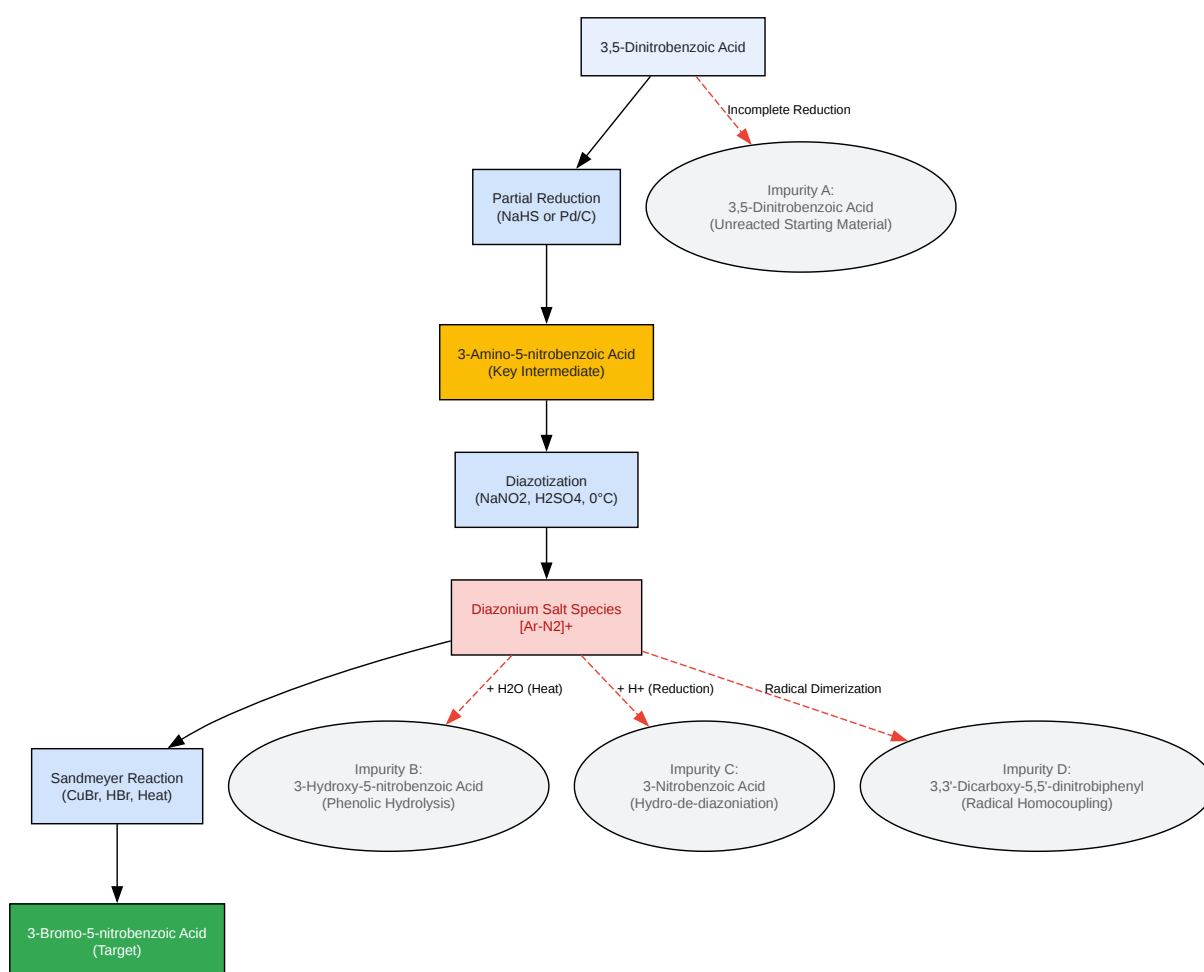 3,5-Dinitrobenzoic Acid
Incomplete Reduction
Partial Reduction
(NaHS or Pd/C)
Impurity A:
3,5-Dinitrobenzoic Acid
(Unreacted Starting Material)
3-Amino-5-nitrobenzoic Acid
(Key Intermediate)
Diazotization
(NaNO2, H2SO4, 0°C)
Diazonium Salt Species
[Ar-N2]+
+ H2O (Heat)
+ H+ (Reduction)
Radical Dimerization
Sandmeyer Reaction
(CuBr, HBr, Heat)
Impurity B:
3-Hydroxy-5-nitrobenzoic Acid
(Phenolic Hydrolysis)
Impurity C:
3-Nitrobenzoic Acid
(Hydro-de-diazoniation)
Impurity D:
3,3'-Dicarboxy-5,5'-dinitrobiphenyl
(Radical Homocoupling)
3-Bromo-5-nitrobenzoic Acid
(Target)